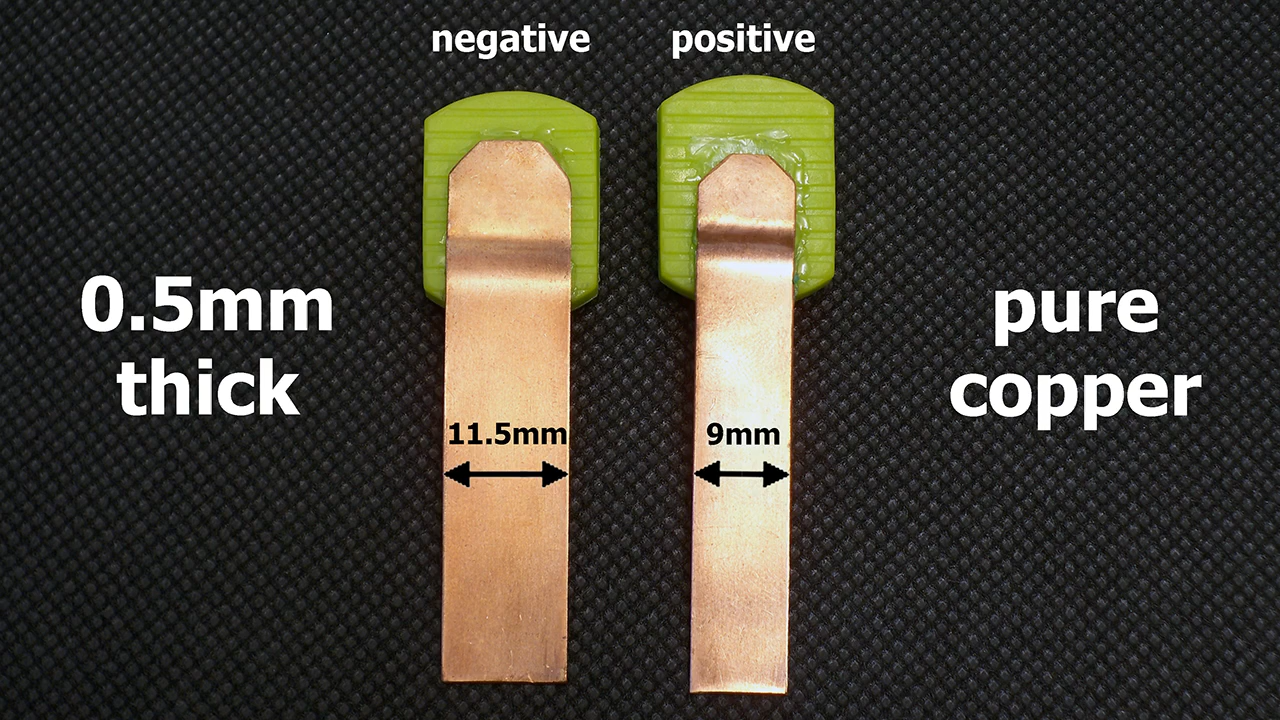 negative
positive
0.5mm
thick
pure
copper
11.5mm
9mm